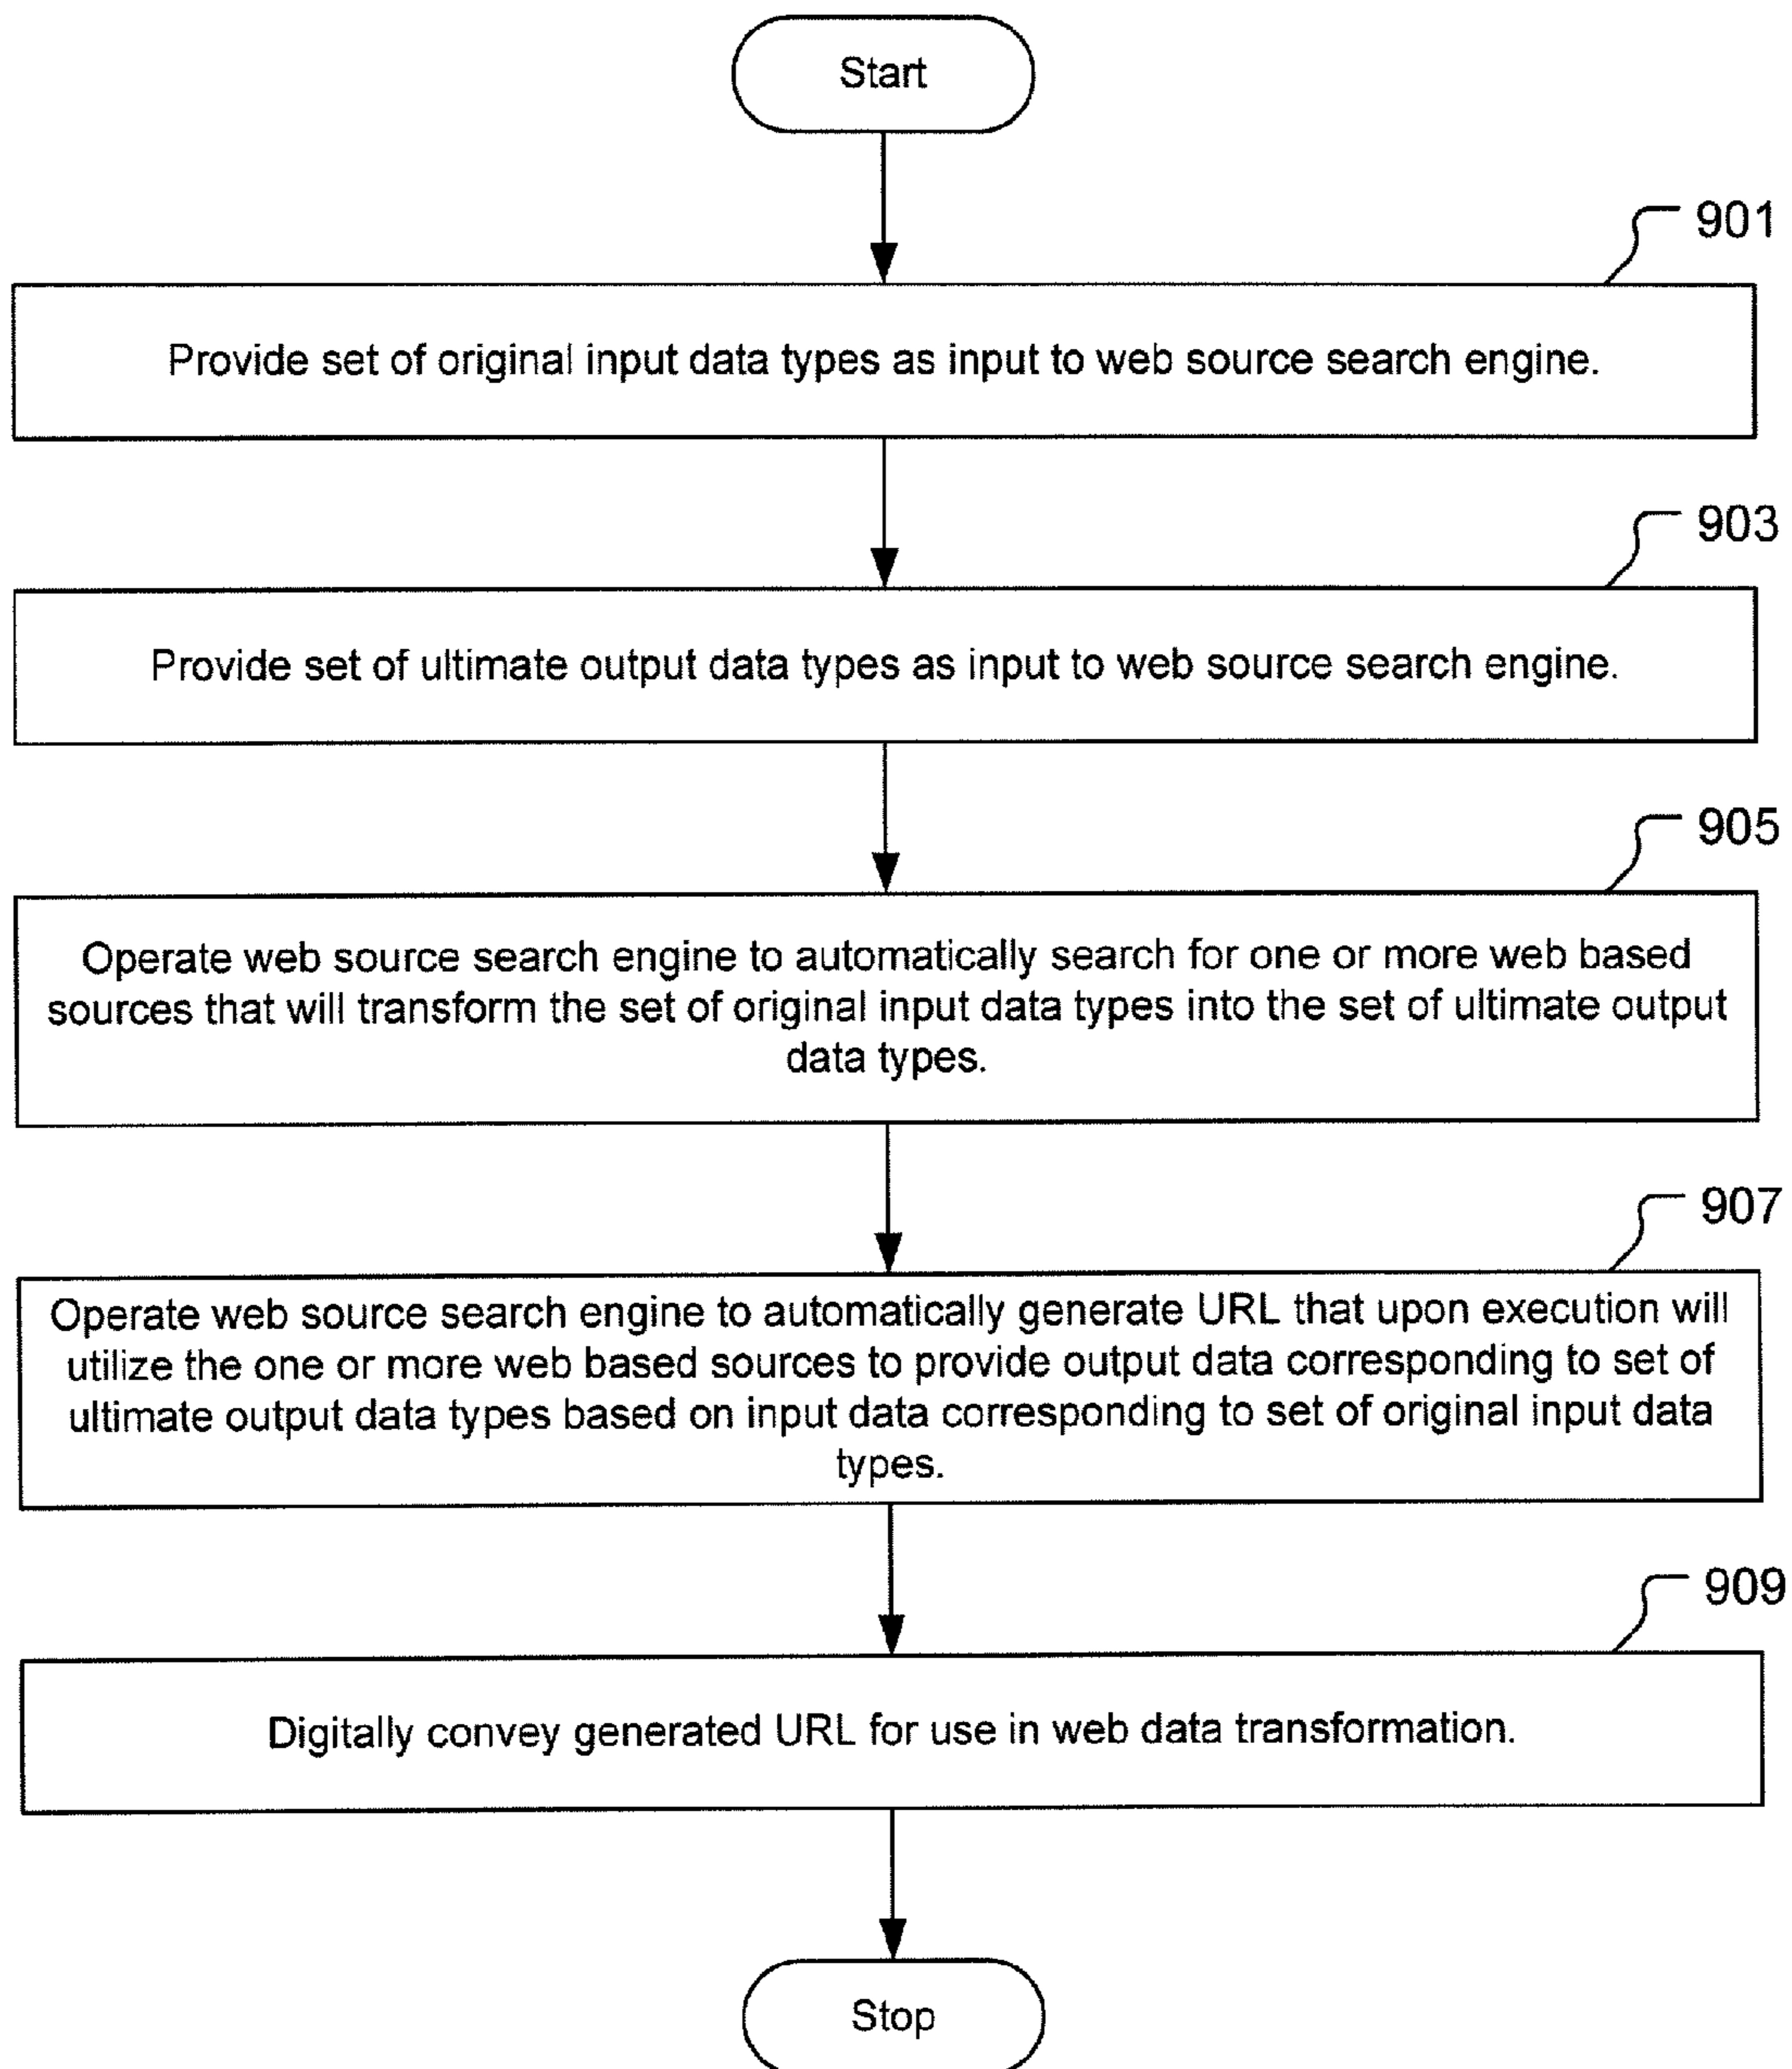 Start
901
Provide set of original input data types as input to web source search engine.
903
Provide set of ultimate output data types as input to web source search engine.
905
Operate web source search engine to automatically search for one or more web based
sources that will transform the set of original input data types into the set of ultimate output
data types.
907
Operate web source search engine to automatically generate URL that upon execution will
utilize the one or more web based sources to provide output data corresponding to set of
ultimate output data types based on input data corresponding to set of original input data
types.
909
Digitally convey generated URL for use in web data transformation.
Stop